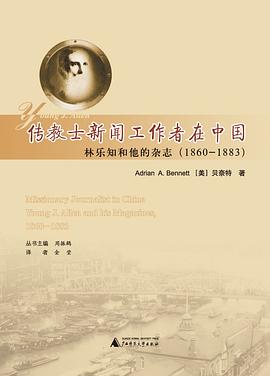 Young J. Allen
传教士新闻工作者在中国
林乐知和他的杂志(1860-1883)
Adrian A. Bennett [美] 贝奈特 著
Missionary Journalist in China
Young J. Allen and his Magazines,
1860-1883
丛书主编 周振鹤
译者 金莹
广西师范大学出版社